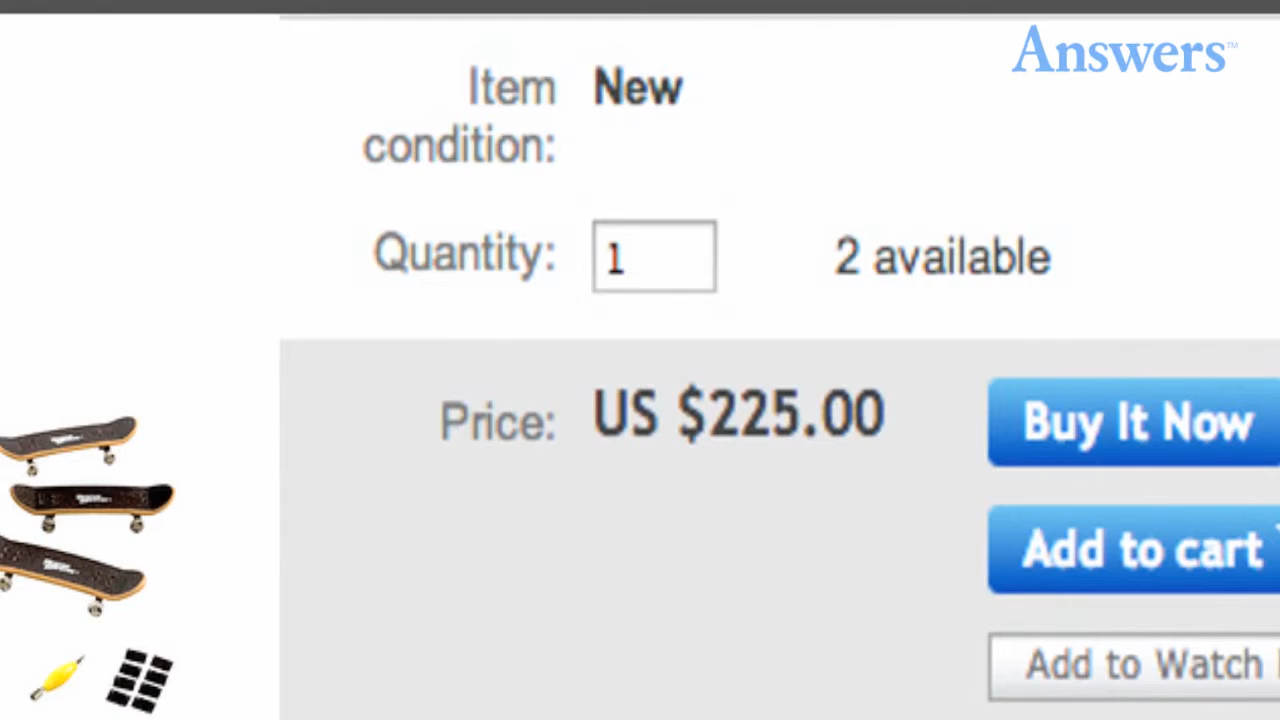 Answers™
Item New
condition:
Quantity: 1 2 available
Price: US $225.00 Buy It Now
Add to cart
Add to Watch